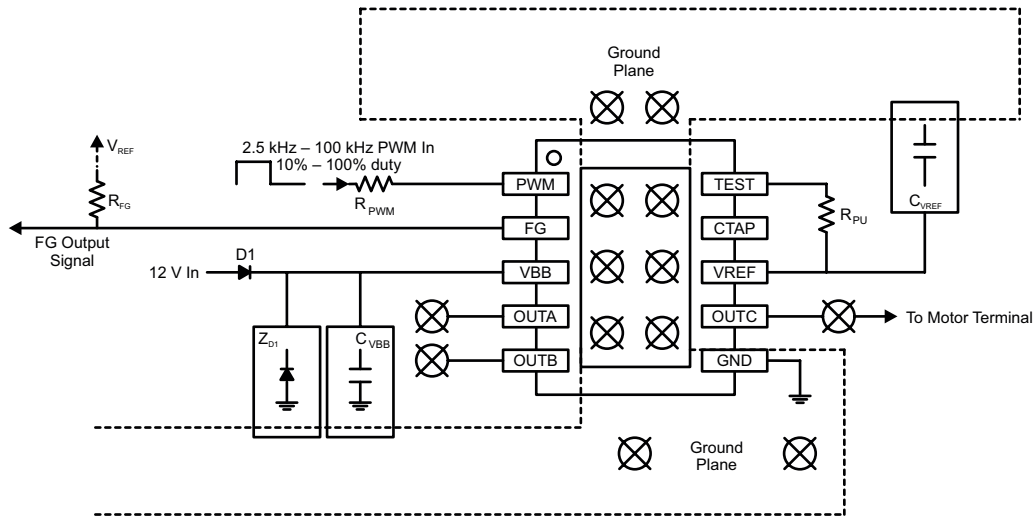 Ground
Plane
V_REF
2.5 kHz – 100 kHz PWM In
10% – 100% duty
R_FG
R_PWM
PWM
TEST
C_VREF
R_PU
FG
CTAP
FG Output
Signal
D1
12 V In
VBB
VREF
OUTA
OUTC
To Motor Terminal
Z_D1
C_VBB
OUTB
GND
Ground
Plane